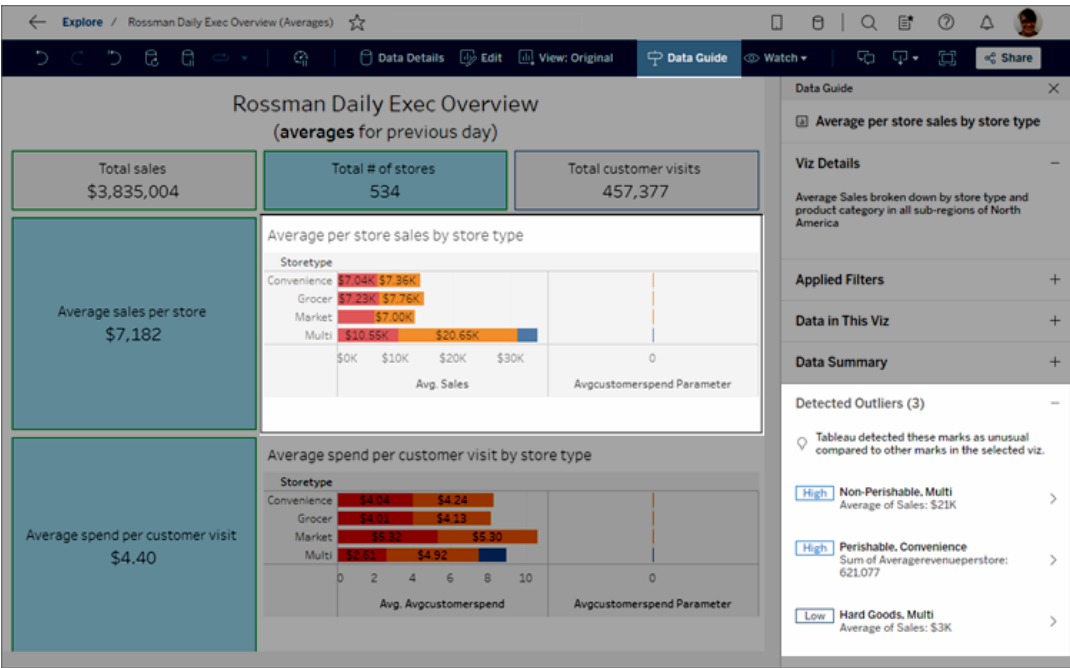 Explore / Rossman Daily Exec Overview (Averages)
Data Details Edit View: Original Data Guide Watch Share
Rossman Daily Exec Overview
(averages for previous day)
Total sales
$3,835,004
Total # of stores
534
Total customer visits
457,377
Average sales per store
$7,182
Average per store sales by store type
Storetype
Convenience $7.04K $7.36K
Grocer $7.23K $7.76K
Market $7.00K
Multi $10.55K $20.65K
$0K $10K $20K $30K 0
Avg. Sales Avgcustomerspend Parameter
Average spend per customer visit
$4.40
Average spend per customer visit by store type
Storetype
Convenience $4.04 $4.24
Grocer $4.01 $4.13
Market $5.32 $5.30
Multi $2.61 $4.92
0 2 4 6 8 10 0
Avg. Avgcustomerspend Avgcustomerspend Parameter
Data Guide
Average per store sales by store type
Viz Details
Average Sales broken down by store type and
product category in all sub-regions of North
America
Applied Filters
Data in This Viz
Data Summary
Detected Outliers (3)
Tableau detected these marks as unusual
compared to other marks in the selected viz.
High Non-Perishable, Multi
Average of Sales: $21K
High Perishable, Convenience
Sum of Averagerevenueperstore:
621,077
Low Hard Goods, Multi
Average of Sales: $3K